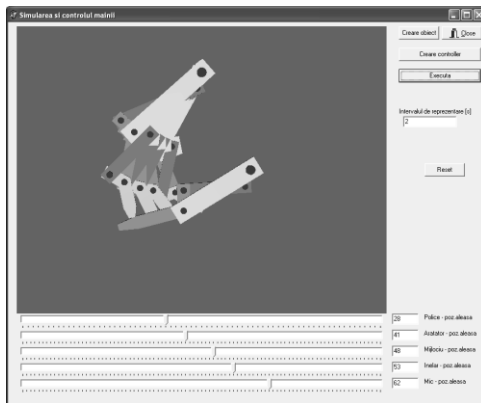 Simularea si controlul mainii
Creare obiect
Close
Creare controller
Executa
Intervalul de reprezentare [s]
2
Reset
28 Police - poz.aleasa
41 Aratator - poz.aleasa
48 Mijlociu - poz.aleasa
53 Inelar - poz.aleasa
62 Mic - poz.aleasa